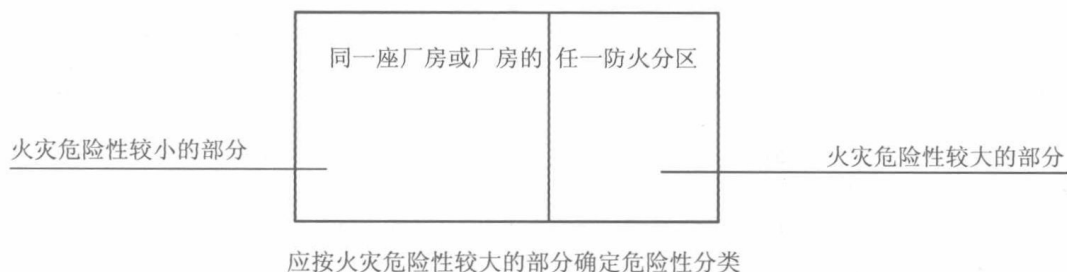 同一座厂房或厂房的 任一防火分区
火灾危险性较小的部分
火灾危险性较大的部分
应按火灾危险性较大的部分确定危险性分类